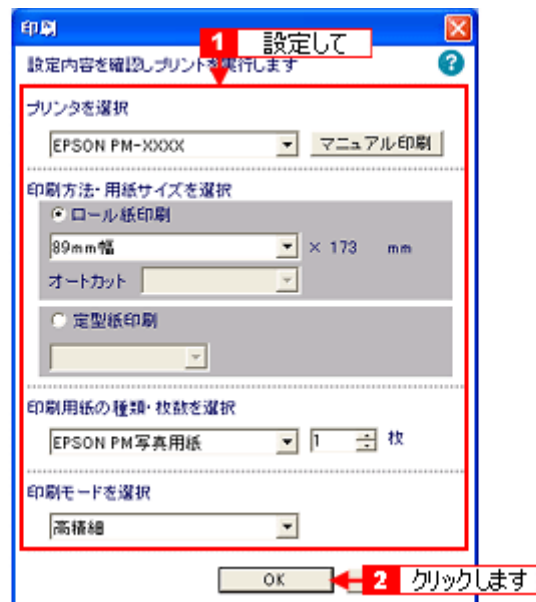 印刷
1 設定して
設定内容を確認しプリントを実行します
プリンタを選択
EPSON PM-XXXX マニュアル印刷
印刷方法・用紙サイズを選択
ロール紙印刷
89mm幅 × 173 mm
オートカット
定型紙印刷
印刷用紙の種類・枚数を選択
EPSON PM写真用紙 1 枚
印刷モードを選択
高精細
OK 2 クリックします